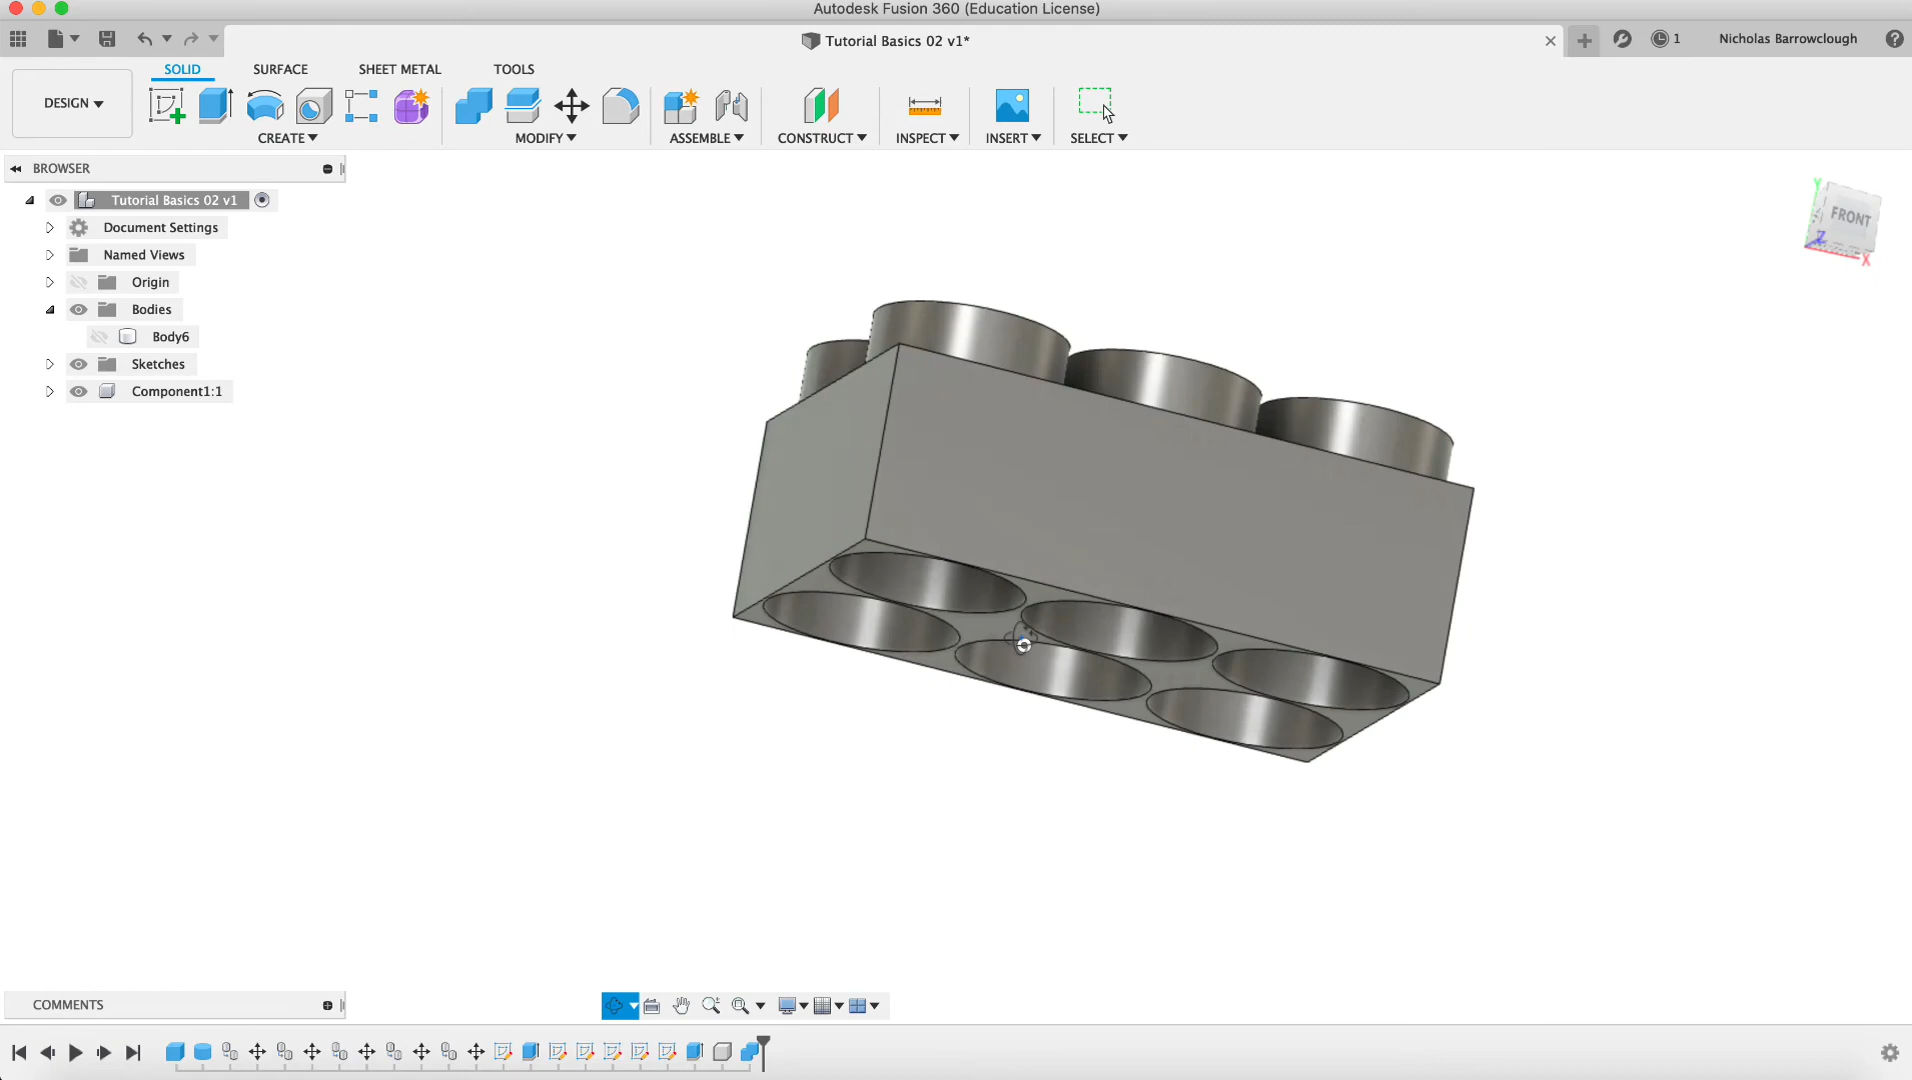 Autodesk Fusion 360 (Education License)
Tutorial Basics 02 v1*
1
Nicholas Barrowclough
DESIGN
SOLID
SURFACE
SHEET METAL
TOOLS
CREATE
MODIFY
ASSEMBLE
CONSTRUCT
INSPECT
INSERT
SELECT
BROWSER
Tutorial Basics 02 v1
Document Settings
Named Views
Origin
Bodies
Body6
Sketches
Component1:1
Y
FRONT
Z
X
COMMENTS